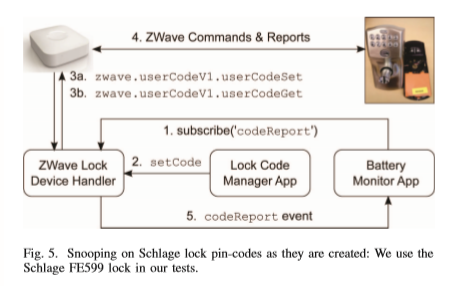 4. ZWave Commands & Reports
3a. zwave.userCodeV1.userCodeSet
3b. zwave.userCodeV1.userCodeGet
1. subscribe('codeReport')
ZWave Lock
Device Handler
2. setCode
Lock Code
Manager App
Battery
Monitor App
5. codeReport event
Fig. 5. Snooping on Schlage lock pin-codes as they are created: We use the
Schlage FE599 lock in our tests.